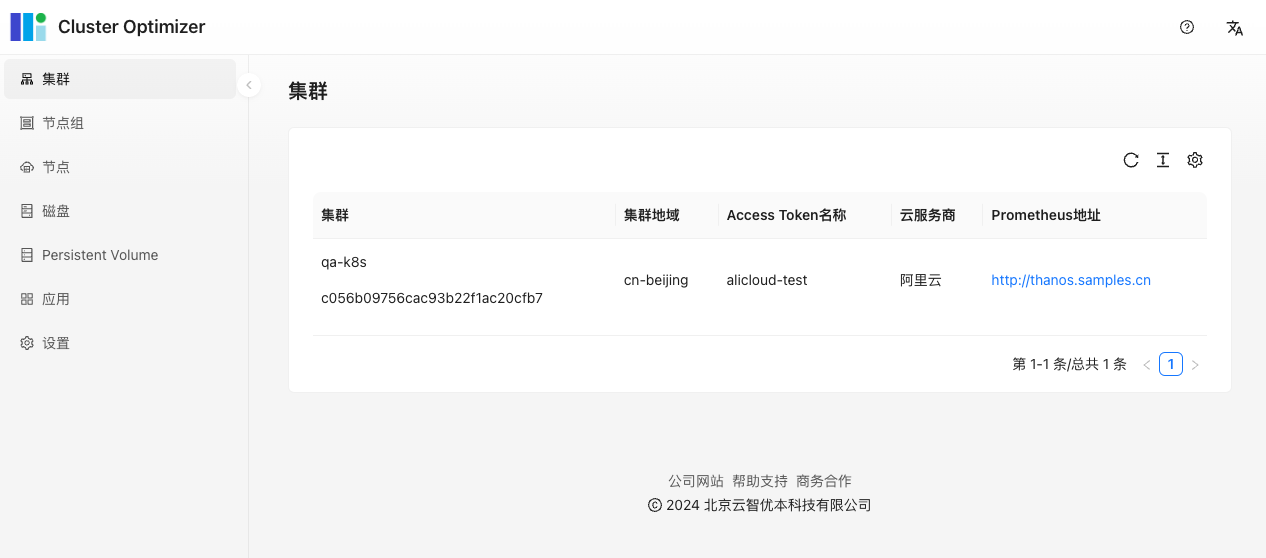 Cluster Optimizer
集群
节点组
节点
磁盘
Persistent Volume
应用
设置
集群
集群 集群地域 Access Token名称 云服务商 Prometheus地址
qa-k8s
c056b09756cac93b22f1ac20cfb7
cn-beijing alicloud-test 阿里云 http://thanos.samples.cn
第 1-1 条/总共 1 条 < 1 >
公司网站 帮助支持 商务合作
© 2024 北京云智优本科技有限公司